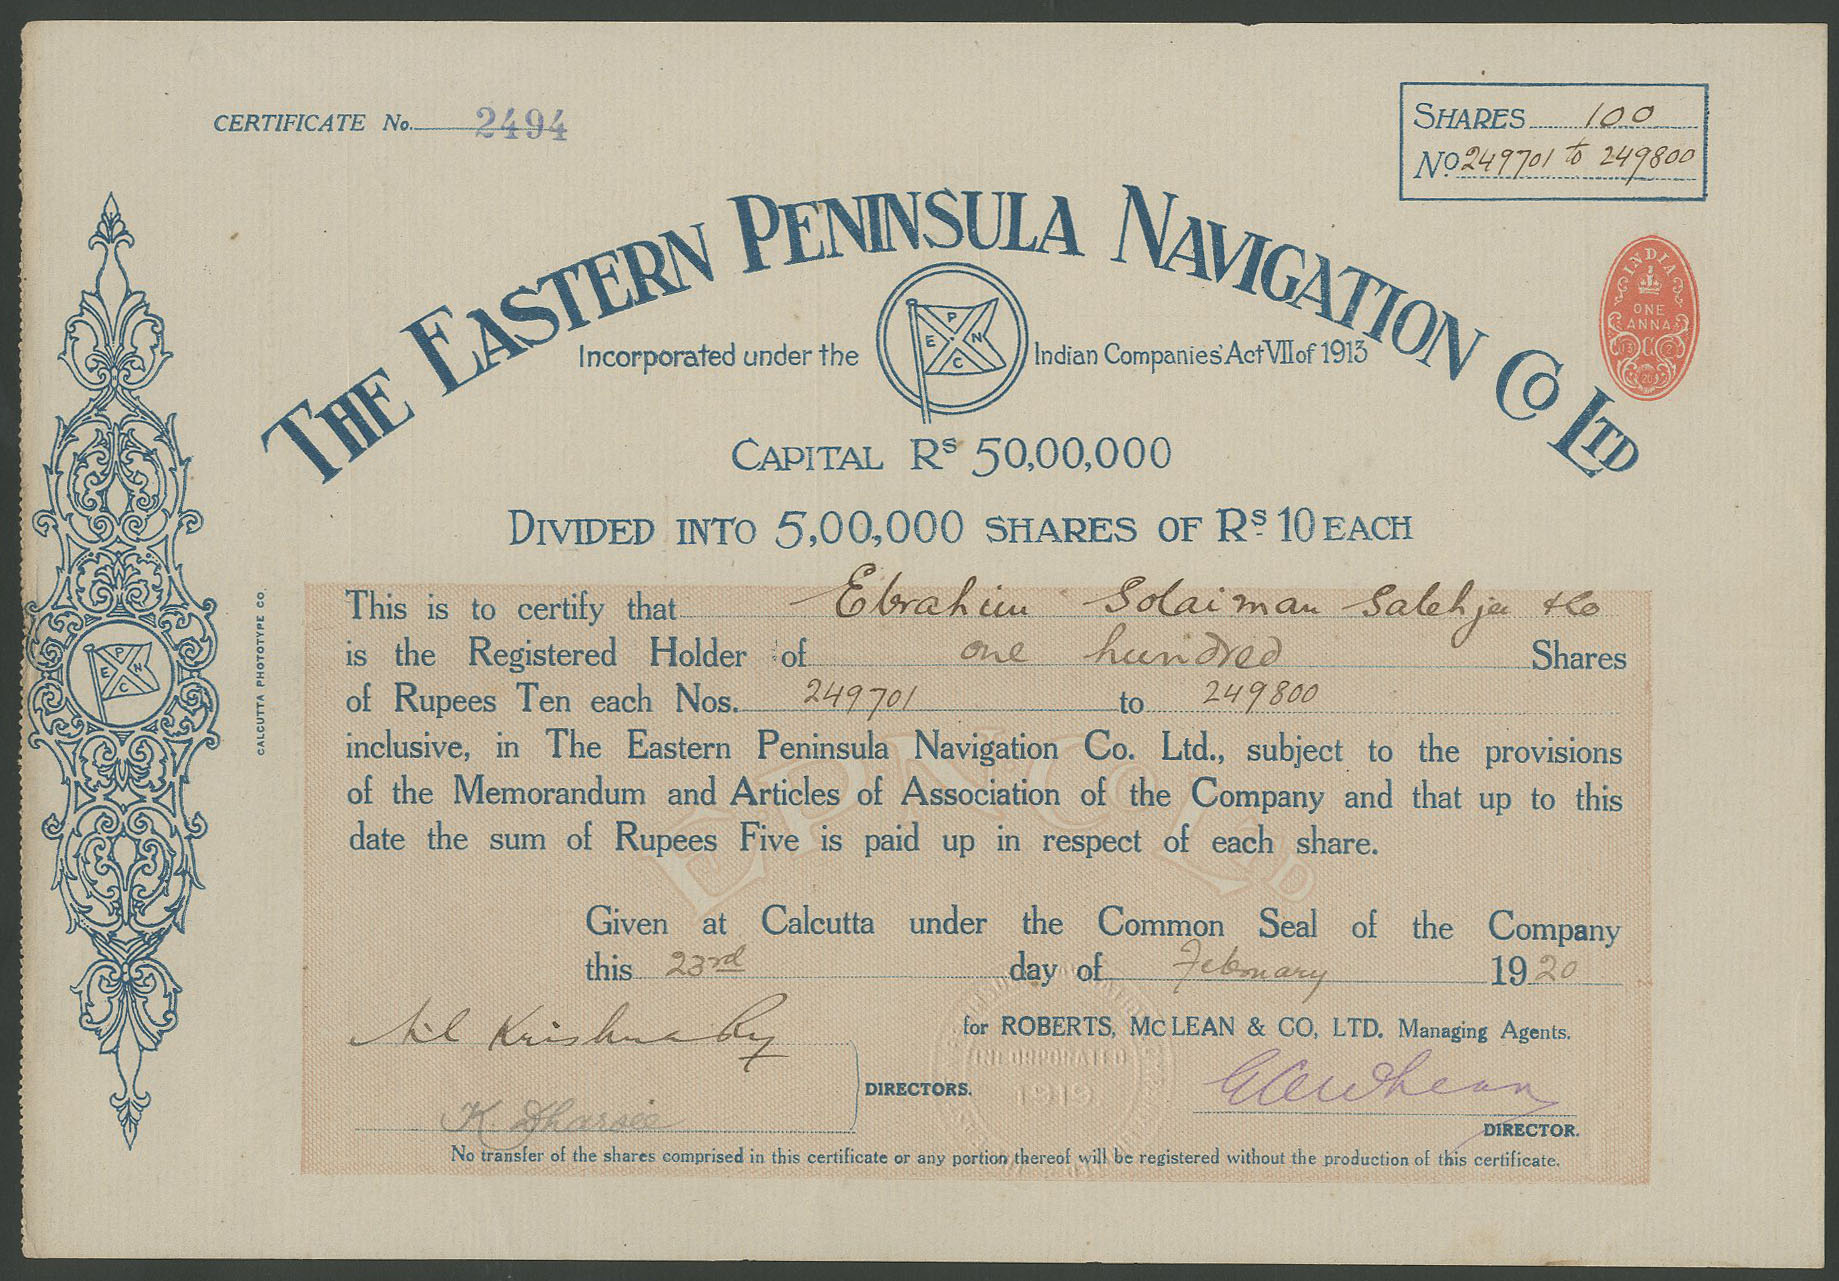 CERTIFICATE No. 2494
SHARES 100
No 249701 to 249800
THE EASTERN PENINSULA NAVIGATION Co LTD
INDIA
ONE
ANNA
P
E N
C
Incorporated under the Indian Companies' Act VII of 1913
CAPITAL Rs 50,00,000
DIVIDED INTO 5,00,000 SHARES OF Rs 10 EACH
This is to certify that Ebrahim Solaiman Salehjee & Co
is the Registered Holder of one hundred Shares
of Rupees Ten each Nos. 249701 to 249800
inclusive, in The Eastern Peninsula Navigation Co. Ltd., subject to the provisions
of the Memorandum and Articles of Association of the Company and that up to this
date the sum of Rupees Five is paid up in respect of each share.
EPN Co LTD
P
E N
C
CALCUTTA PHOTOTYPE CO.
Given at Calcutta under the Common Seal of the Company
this 23rd day of February 1920
for ROBERTS, McLEAN & CO, LTD. Managing Agents.
INCORPORATED
1919
Nil Krishna Roy
K. Dharsee
DIRECTORS.
DIRECTOR.
No transfer of the shares comprised in this certificate or any portion thereof will be registered without the production of this certificate.